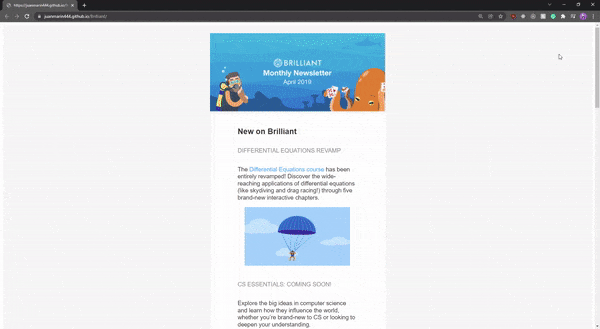 https://juanmarin444.github.io/
juanmarin444.github.io/Brilliant/
BRILLIANT
Monthly Newsletter
April 2019
New on Brilliant
DIFFERENTIAL EQUATIONS REVAMP
The Differential Equations course has been
entirely revamped! Discover the wide-
reaching applications of differential equations
(like skydiving and drag racing!) through five
brand-new interactive chapters.
CS ESSENTIALS: COMING SOON!
Explore the big ideas in computer science
and learn how they influence the world,
whether you're brand-new to CS or looking to
deepen your understanding.